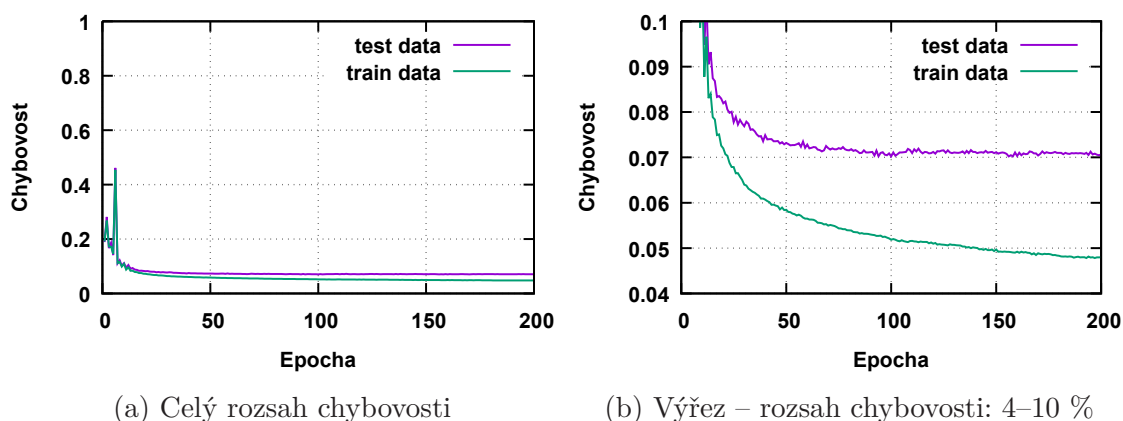 Chybovost
1
0.8
0.6
0.4
0.2
0
0 50 100 150 200
Epocha
test data
train data
(a) Celý rozsah chybovosti
Chybovost
0.1
0.09
0.08
0.07
0.06
0.05
0.04
0 50 100 150 200
Epocha
test data
train data
(b) Výřez – rozsah chybovosti: 4–10 %